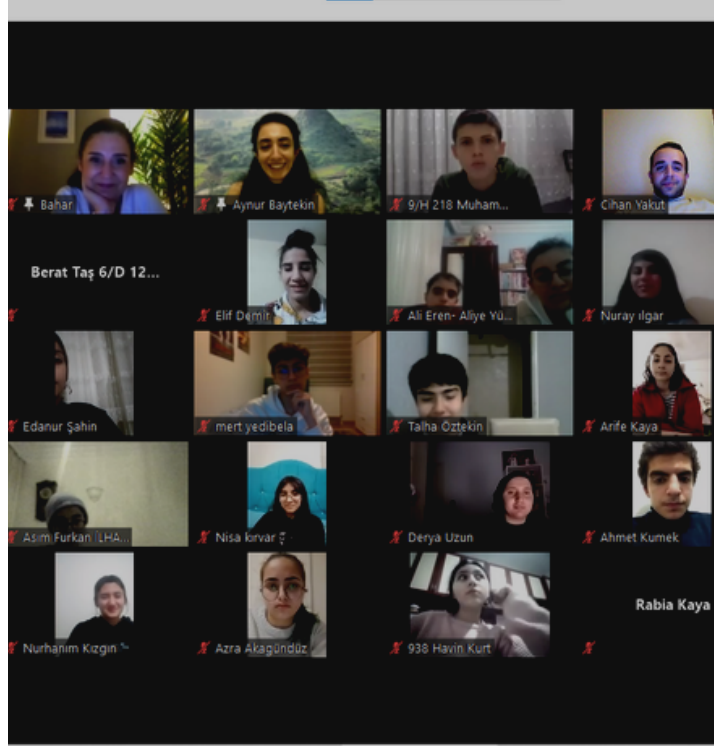 Bahar
Aynur Baytekin
9/H 218 Muham...
Cihan Yakut
Berat Taş 6/D 12...
Elif Demir
Ali Eren- Aliye Yü...
Nuray ılgar
Edanur Şahin
mert yedibela
Talha Öztekin
Arife Kaya
Asım Furkan İLHA...
Nisa kırvar
Derya Uzun
Ahmet Kumek
Nurhanım Kızgın
Azra Akagündüz
938 Havin Kurt
Rabia Kaya